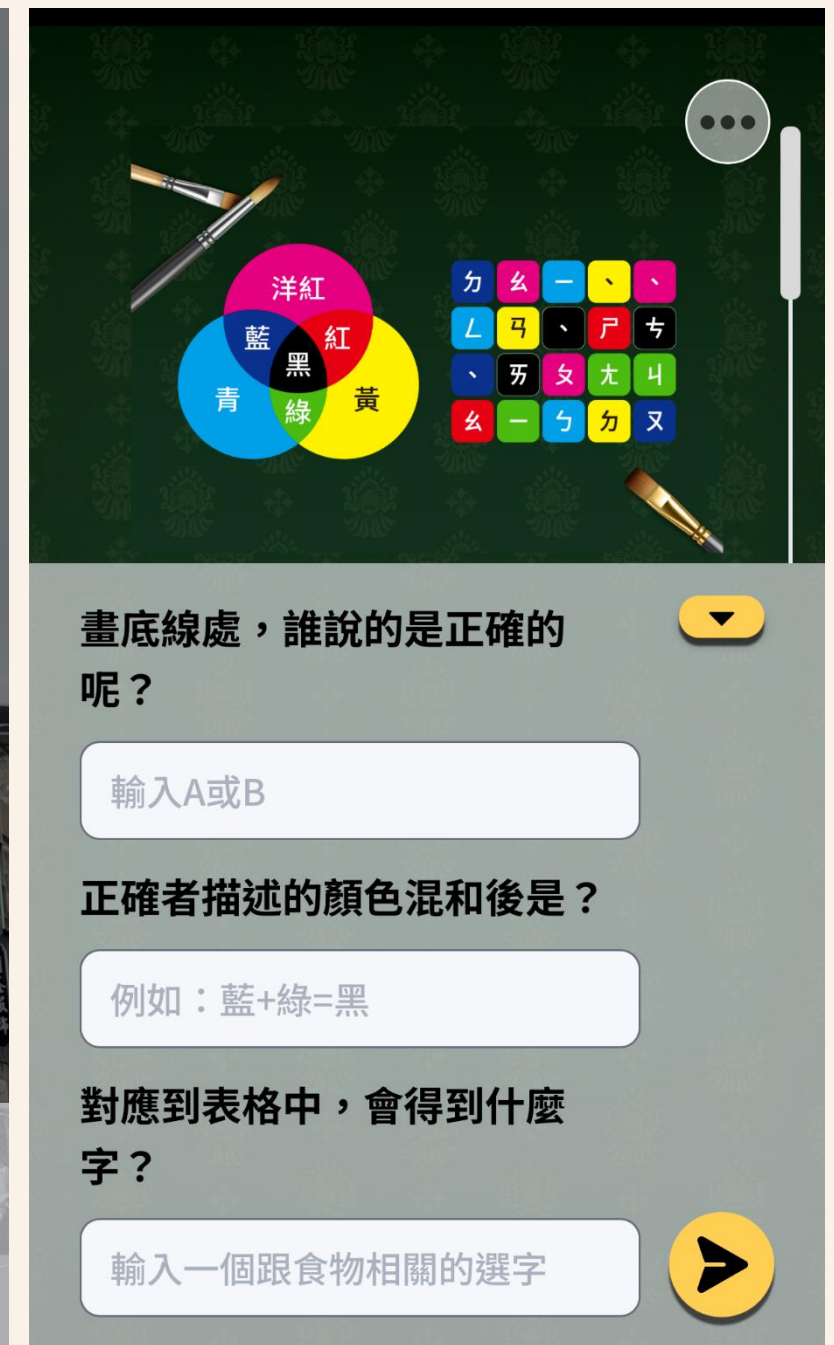 洋紅
藍
紅
黑
青
綠
黃
ㄉ ㄠ ㄧ ˋ ˋ
ㄥ ㄢ ˋ ㄕ ㄘ
ˋ ㄞ ㄆ ㄤ ㄐ
ㄠ ㄧ ㄅ ㄉ ㄡ
畫底線處，誰說的是正確的
呢？
輸入A或B
正確者描述的顏色混和後是？
例如：藍+綠=黑
對應到表格中，會得到什麼
字？
輸入一個跟食物相關的選字